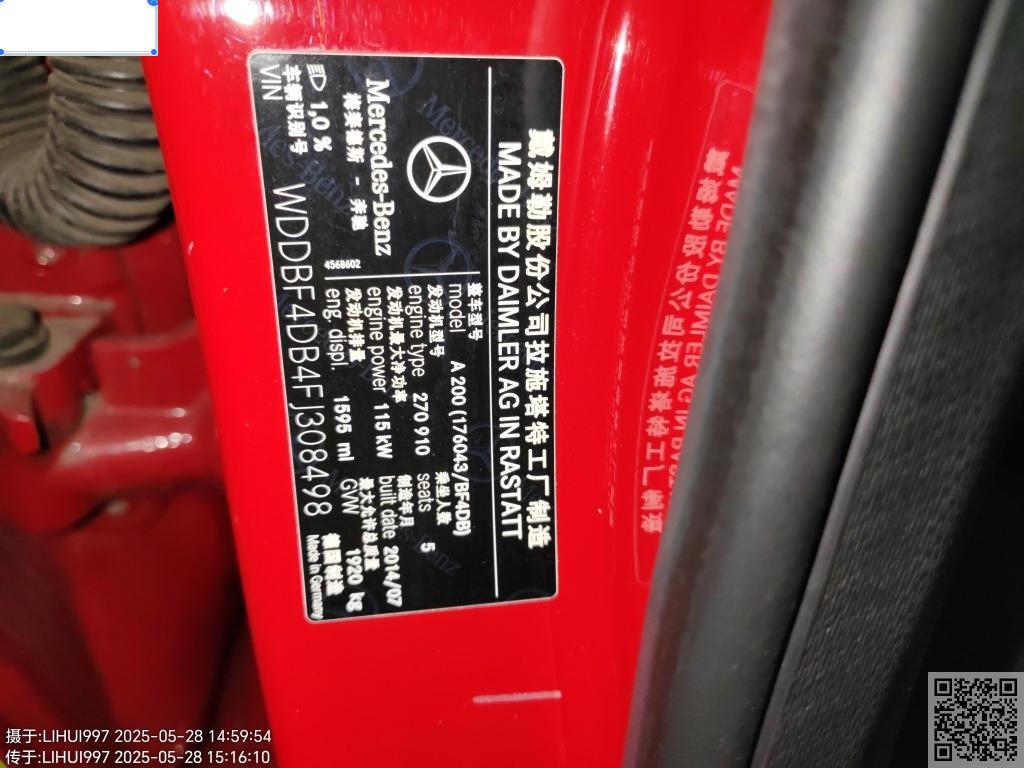 戴姆勒股份公司拉施塔特工厂制造
MADE BY DAIMLER AG IN RASTATT
Mercedes-Benz
梅赛德斯 - 奔驰
4568602
整车型号
model A 200 (176043/BF4DB)
发动机型号
engine type 270 910
乘坐人数
seats 5
发动机最大净功率
engine power 115 kW
制造年月
built date 2014/07
发动机排量
eng. displ. 1595 ml
最大允许总质量
GVW 1920 kg
1,0 %
车辆识别号
VIN WDDBF4DB4FJ308498
德国制造
Made in Germany
摄于:LIHUI997 2025-05-28 14:59:54
传于:LIHUI997 2025-05-28 15:16:10